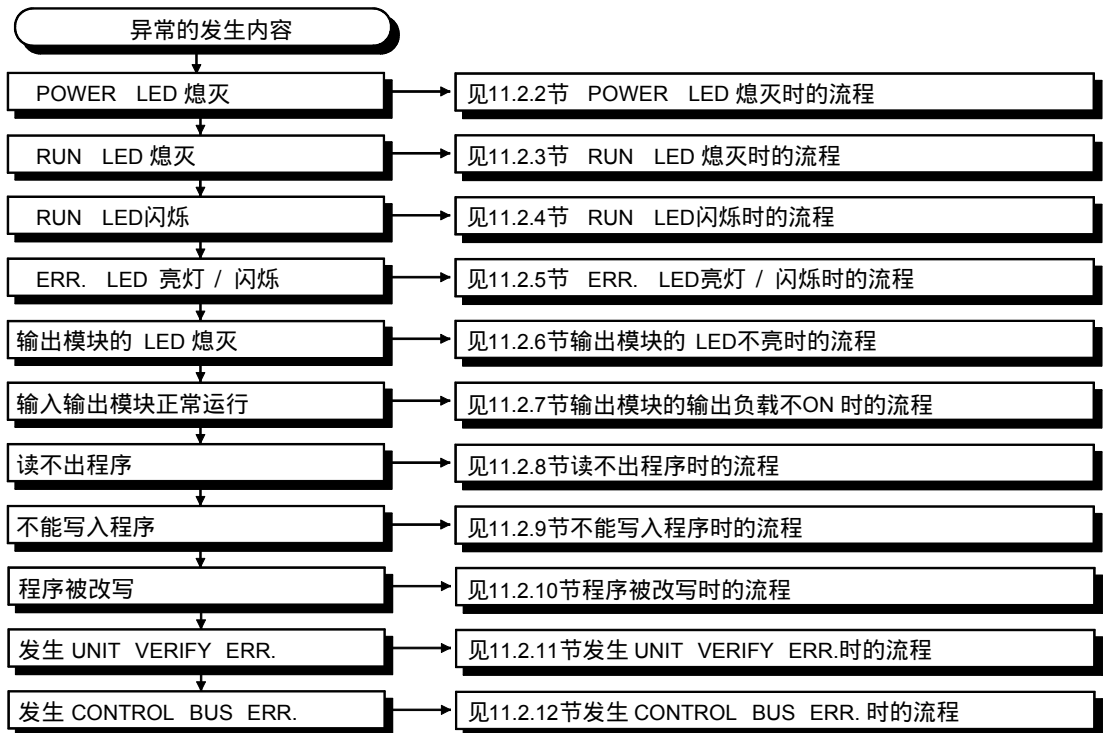 异常的发生内容
POWER LED 熄灭
见11.2.2节 POWER LED 熄灭时的流程
RUN LED 熄灭
见11.2.3节 RUN LED 熄灭时的流程
RUN LED闪烁
见11.2.4节 RUN LED闪烁时的流程
ERR. LED 亮灯 / 闪烁
见11.2.5节 ERR. LED亮灯 / 闪烁时的流程
输出模块的 LED 熄灭
见11.2.6节输出模块的 LED不亮时的流程
输入输出模块正常运行
见11.2.7节输出模块的输出负载不ON 时的流程
读不出程序
见11.2.8节读不出程序时的流程
不能写入程序
见11.2.9节不能写入程序时的流程
程序被改写
见11.2.10节程序被改写时的流程
发生 UNIT VERIFY ERR.
见11.2.11节发生 UNIT VERIFY ERR.时的流程
发生 CONTROL BUS ERR.
见11.2.12节发生 CONTROL BUS ERR. 时的流程